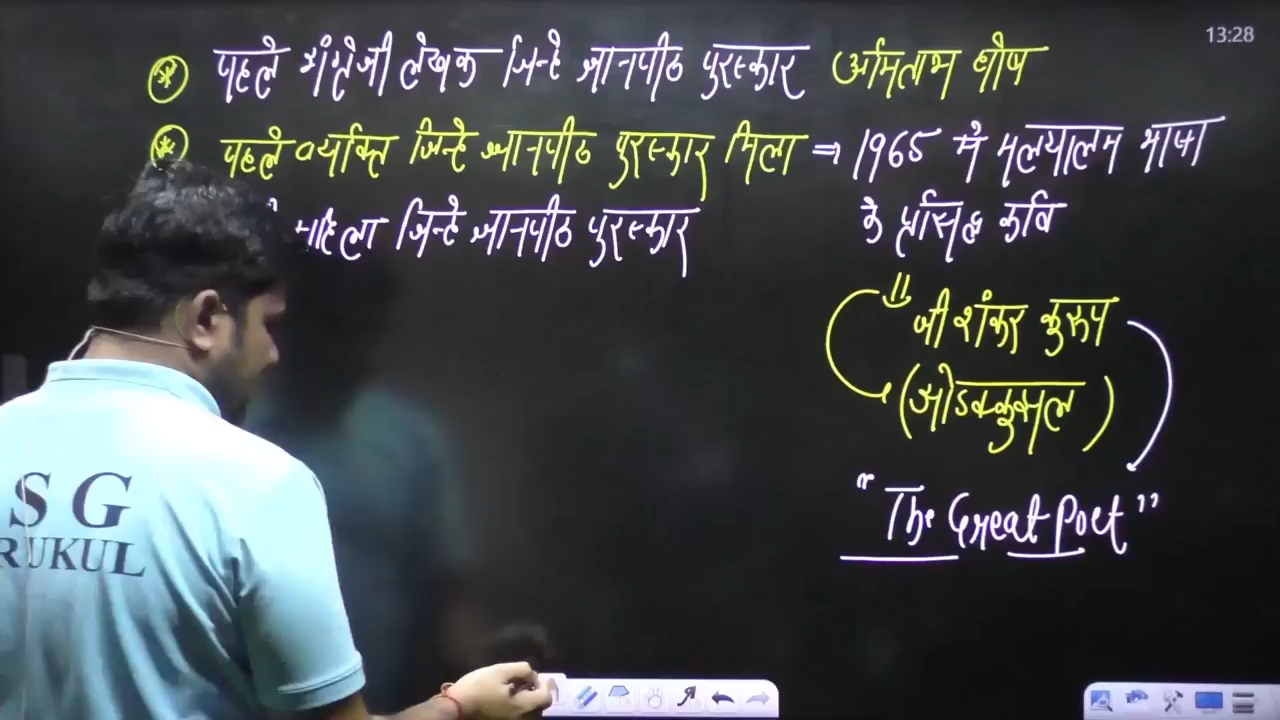 13:28
पहले अंग्रेजी लेखक जिन्हे ज्ञानपीठ पुरस्कार अमिताभ घोष
पहले व्यक्ति जिन्हे ज्ञानपीठ पुरस्कार मिला ⇒ 1965 मे मलयालम भाषा
के प्रसिद्ध कवि
महिला जिन्हे ज्ञानपीठ पुरस्कार
जी शंकर कुरुप
(ओडक्कुसल)
"The Great Poet"
S G
RUKUL